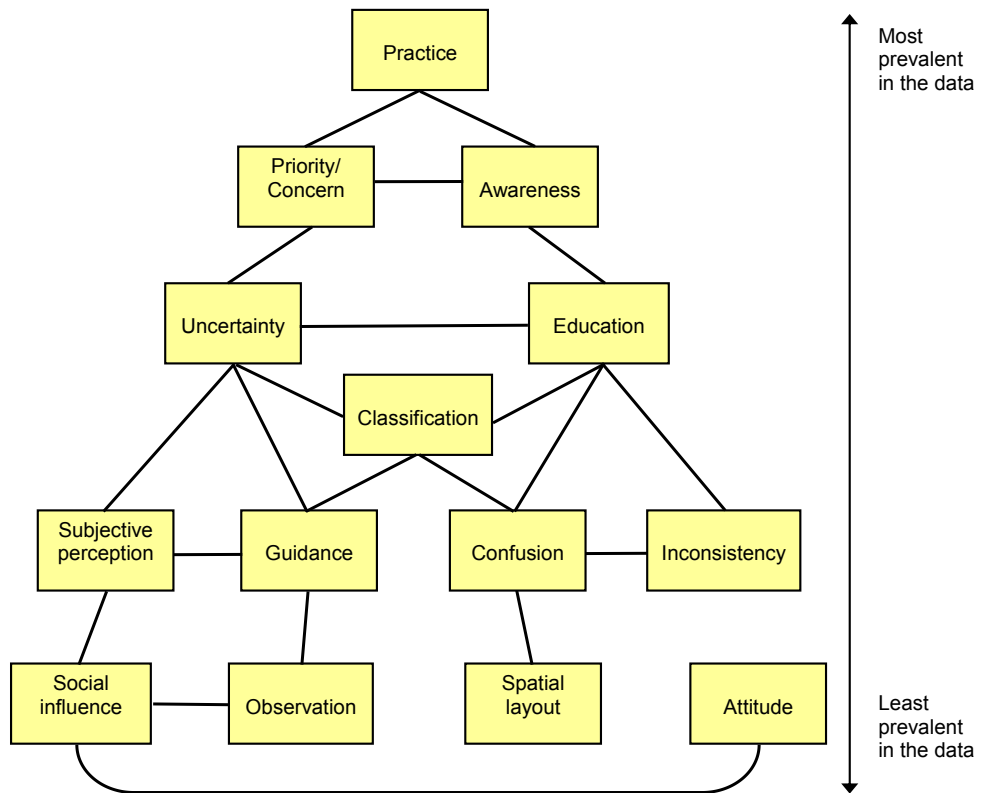 Practice
Most
prevalent
in the data
Priority/
Concern
Awareness
Uncertainty
Education
Classification
Subjective
perception
Guidance
Confusion
Inconsistency
Social
influence
Observation
Spatial
layout
Attitude
Least
prevalent
in the data